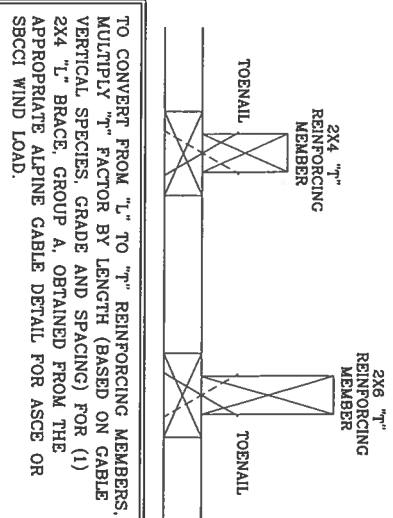 2X4 "T"
REINFORCING
MEMBER
TOENAIL
2X6 "T"
REINFORCING
MEMBER
TOENAIL
TO CONVERT FROM "L" TO "T" REINFORCING MEMBERS,
MULTIPLY "T" FACTOR BY LENGTH (BASED ON GABLE
VERTICAL SPECIES, GRADE AND SPACING) FOR (1)
2X4 "L" BRACE, GROUP A, OBTAINED FROM THE
APPROPRIATE ALPINE GABLE DETAIL FOR ASCE OR
SBCCI WIND LOAD.